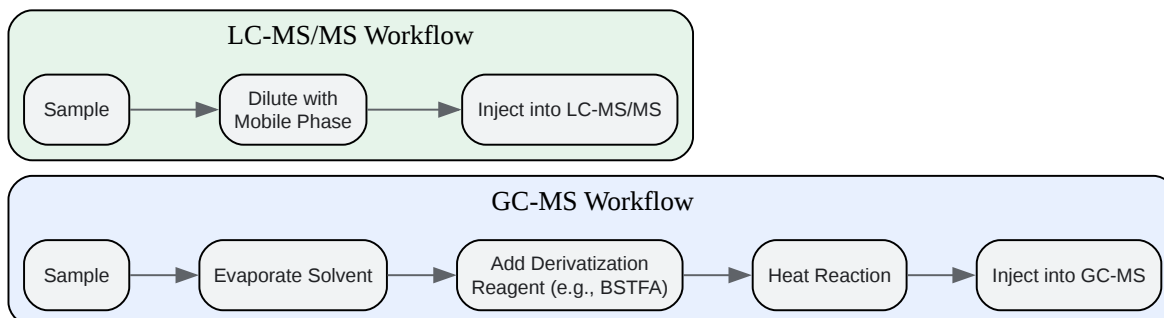 LC-MS/MS Workflow
Sample
Dilute with
Mobile Phase
Inject into LC-MS/MS
GC-MS Workflow
Sample
Evaporate Solvent
Add Derivatization
Reagent (e.g., BSTFA)
Heat Reaction
Inject into GC-MS